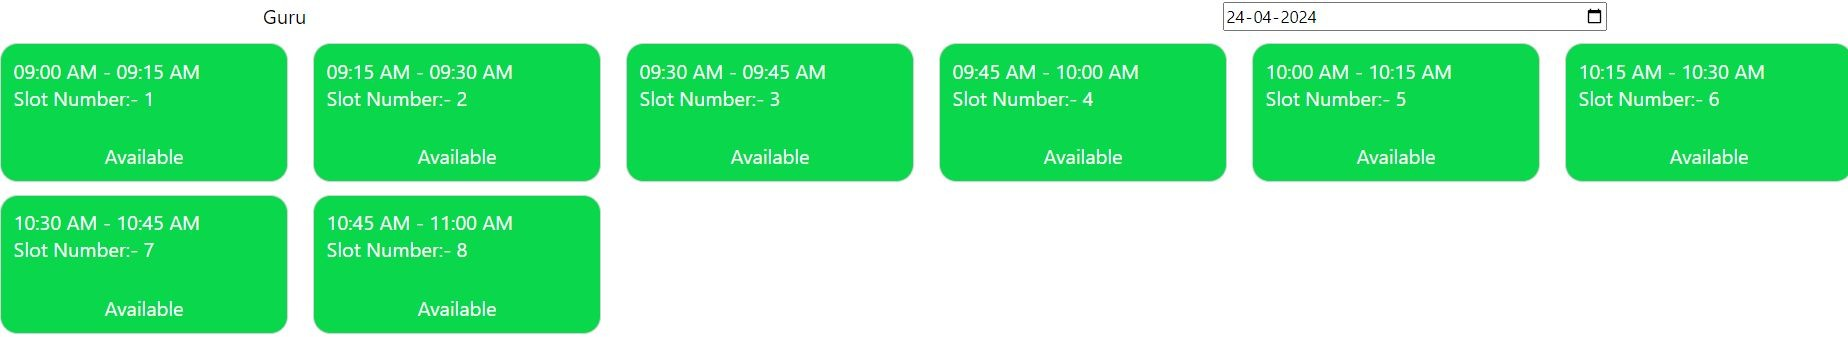 Guru
24-04-2024
09:00 AM - 09:15 AM
Slot Number:- 1
Available
09:15 AM - 09:30 AM
Slot Number:- 2
Available
09:30 AM - 09:45 AM
Slot Number:- 3
Available
09:45 AM - 10:00 AM
Slot Number:- 4
Available
10:00 AM - 10:15 AM
Slot Number:- 5
Available
10:15 AM - 10:30 AM
Slot Number:- 6
Available
10:30 AM - 10:45 AM
Slot Number:- 7
Available
10:45 AM - 11:00 AM
Slot Number:- 8
Available